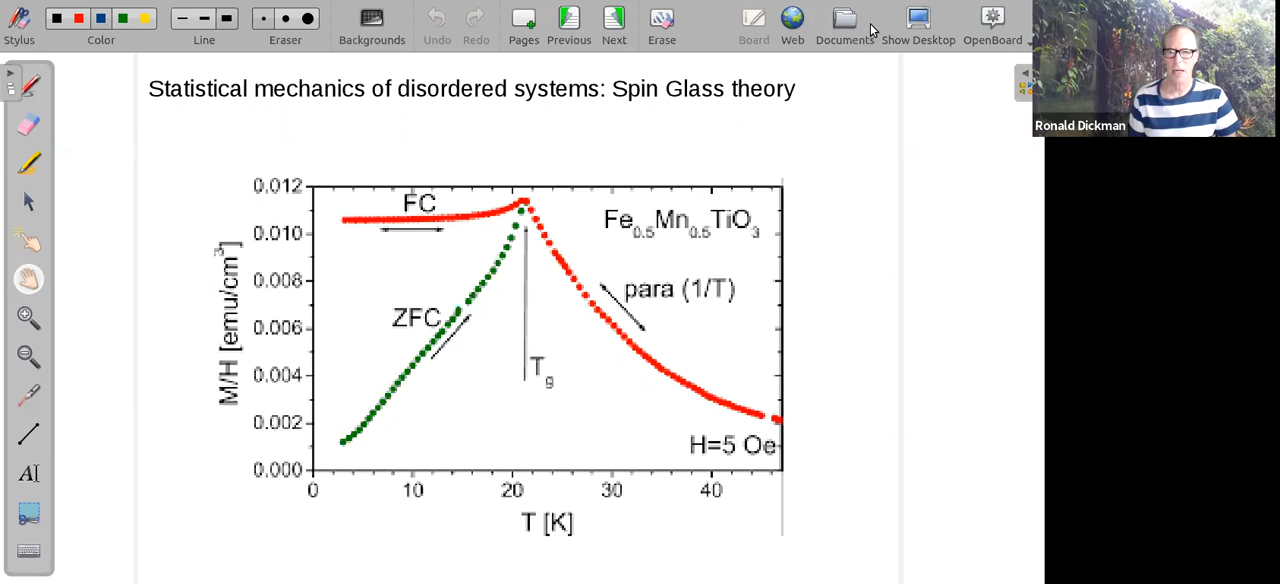 Stylus Color Line Eraser Backgrounds Undo Redo Pages Previous Next Erase Board Web Documents Show Desktop OpenBoard
Ronald Dickman
Statistical mechanics of disordered systems: Spin Glass theory
M/H [emu/cm³]
0.012
0.010
0.008
0.006
0.004
0.002
0.000
FC
Fe₀.₅Mn₀.₅TiO₃
para (1/T)
ZFC
T_g
H=5 Oe
0 10 20 30 40
T [K]
AI